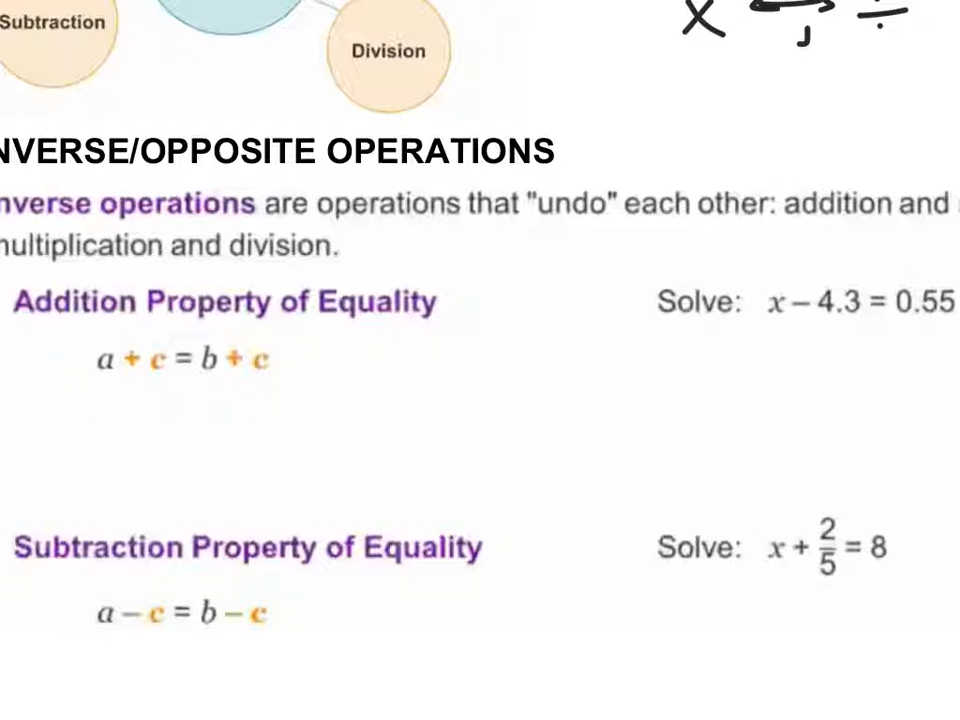 Subtraction
Division
X ÷
NVERSE/OPPOSITE OPERATIONS
nverse operations are operations that "undo" each other: addition and
multiplication and division.
Addition Property of Equality
Solve: x – 4.3 = 0.55
a + c = b + c
Subtraction Property of Equality
Solve: x + 2/5 = 8
a – c = b – c